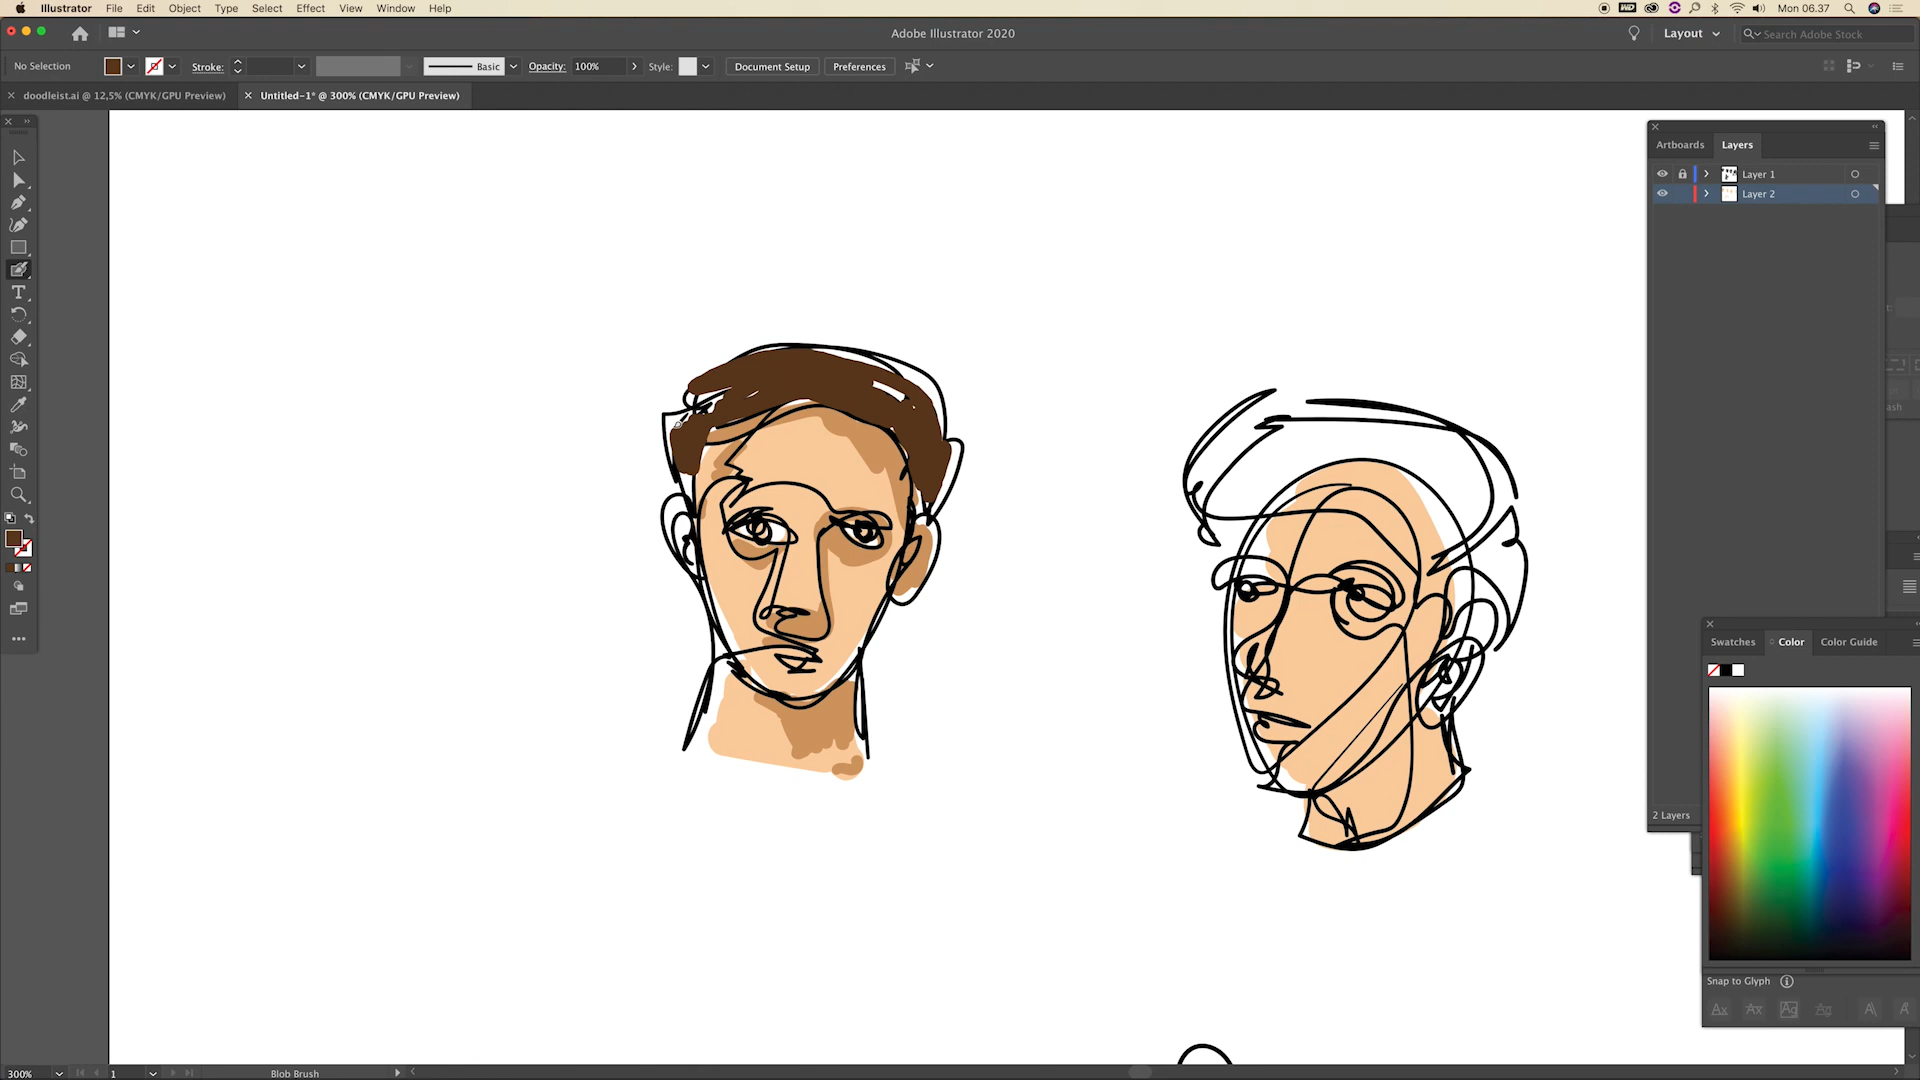 Illustrator File Edit Object Type Select Effect View Window Help
Mon 06.37
Adobe Illustrator 2020
Layout
Search Adobe Stock
No Selection
Stroke:
Basic
Opacity: 100%
Style:
Document Setup
Preferences
doodleist.ai @ 12,5% (CMYK/GPU Preview)
Untitled-1* @ 300% (CMYK/GPU Preview)
Artboards
Layers
Layer 1
Layer 2
2 Layers
Swatches
Color
Color Guide
Snap to Glyph
300%
1
Blob Brush